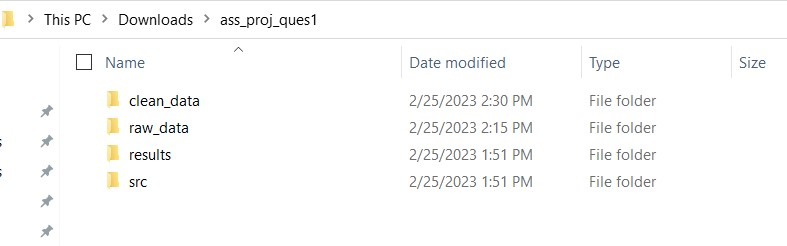 This PC > Downloads > ass_proj_ques1
Name Date modified Type Size
clean_data 2/25/2023 2:30 PM File folder
raw_data 2/25/2023 2:15 PM File folder
results 2/25/2023 1:51 PM File folder
src 2/25/2023 1:51 PM File folder